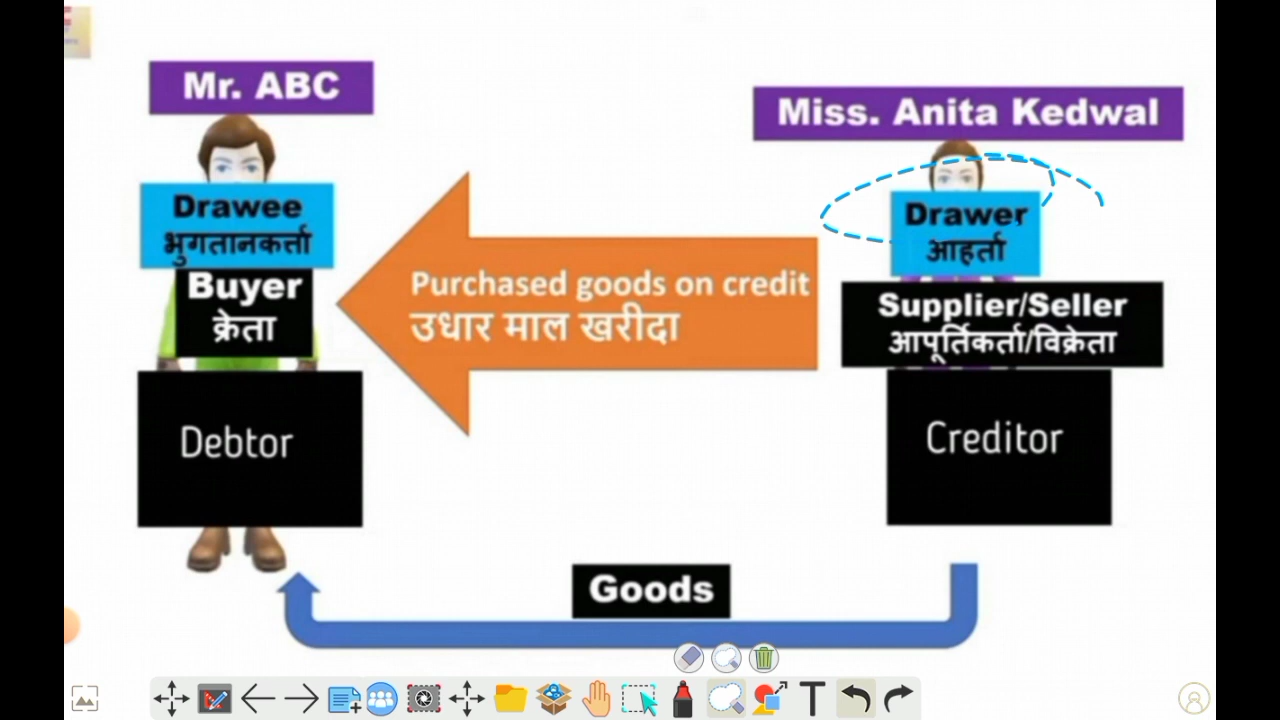 Mr. ABC
Miss. Anita Kedwal
Drawee
भुगतानकर्त्ता
Buyer
क्रेता
Debtor
Purchased goods on credit
उधार माल खरीदा
Drawer
आहर्ता
Supplier/Seller
आपूर्तिकर्ता/विक्रेता
Creditor
Goods
T